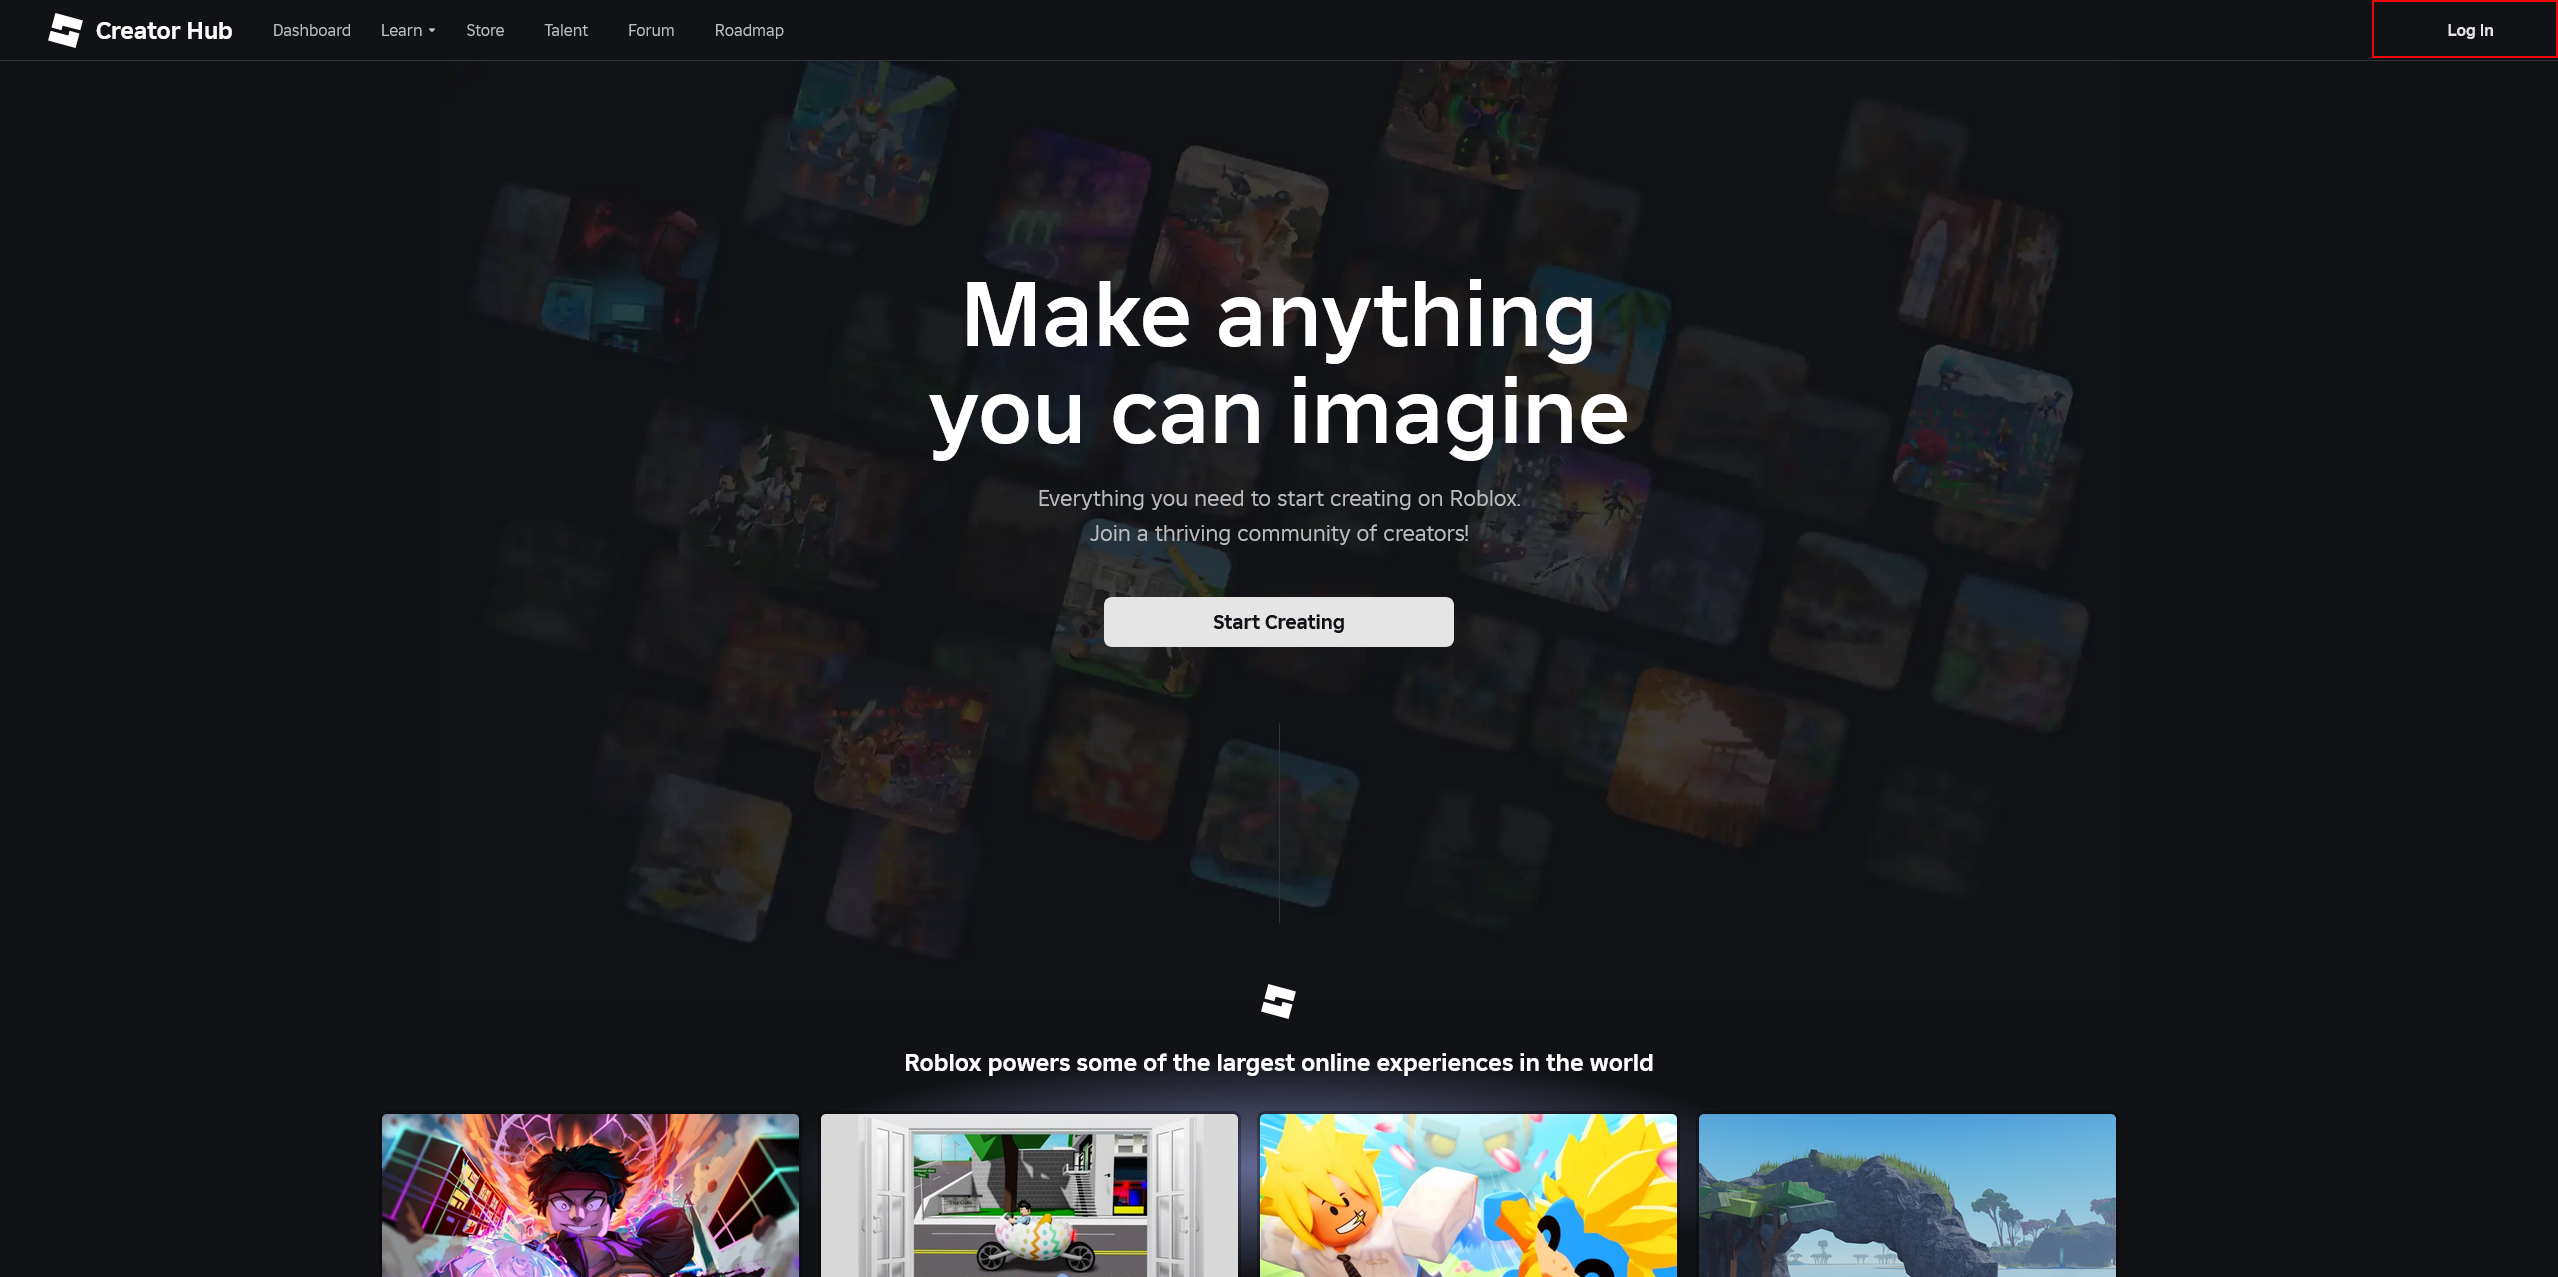 Creator Hub
Dashboard
Learn
Store
Talent
Forum
Roadmap
Log In
Make anything
you can imagine
Everything you need to start creating on Roblox.
Join a thriving community of creators!
Start Creating
Roblox powers some of the largest online experiences in the world